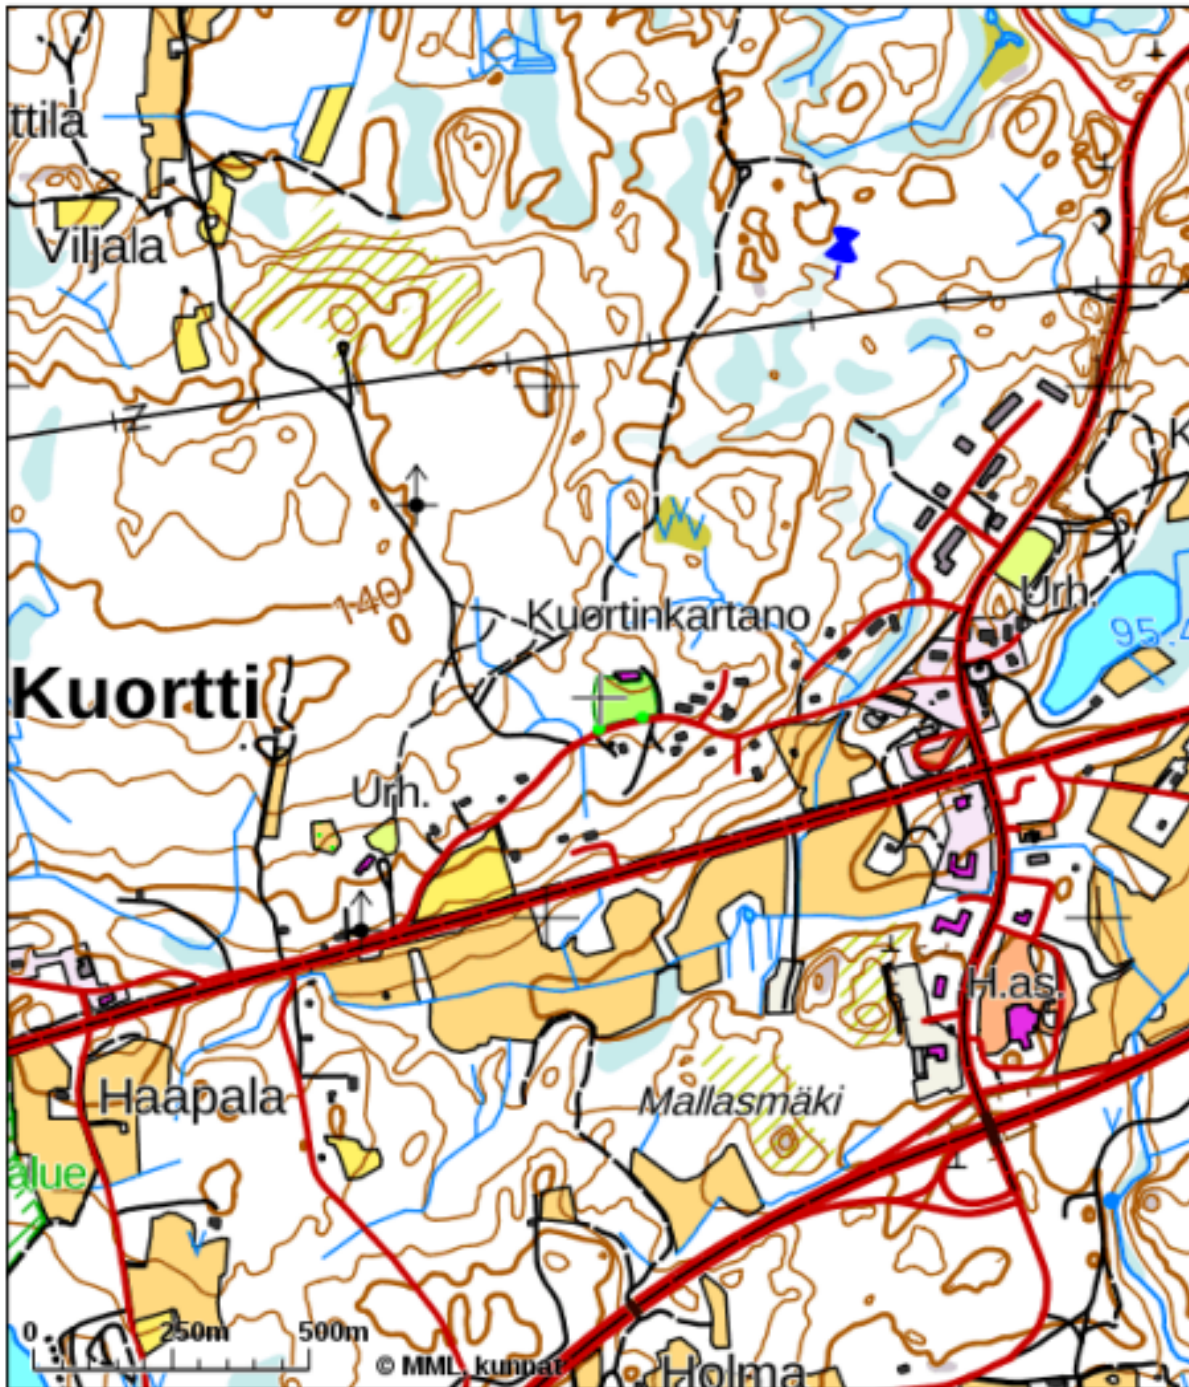 ttila
Viljala
K
140
Kuortinkartano
Urh.
95.4
Kuortti
Urh.
H.as.
Haapala
Mallasmäki
alue
0 250m 500m
© MML, kunnat
Holma